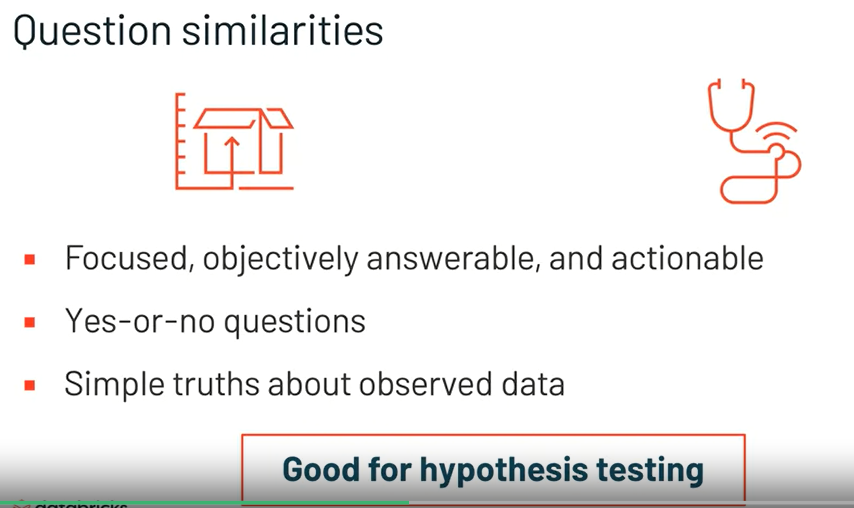 Question similarities
Focused, objectively answerable, and actionable
Yes-or-no questions
Simple truths about observed data
Good for hypothesis testing
databricks